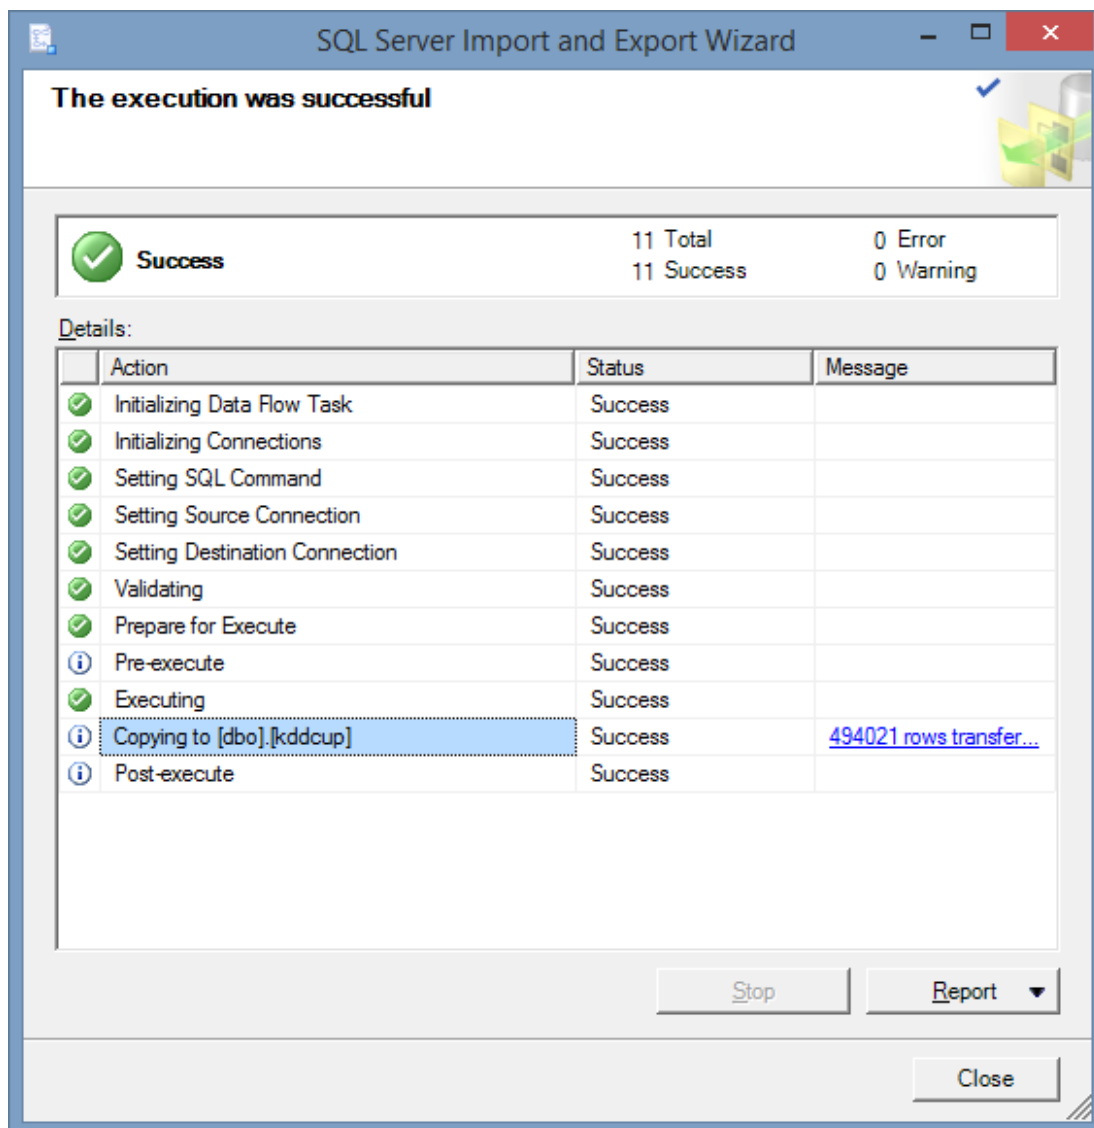 SQL Server Import and Export Wizard
The execution was successful
Success
11 Total
0 Error
11 Success
0 Warning
Details:
Action Status Message
Initializing Data Flow Task Success
Initializing Connections Success
Setting SQL Command Success
Setting Source Connection Success
Setting Destination Connection Success
Validating Success
Prepare for Execute Success
Pre-execute Success
Executing Success
Copying to [dbo].[kddcup] Success 494021 rows transfer...
Post-execute Success
Stop Report
Close